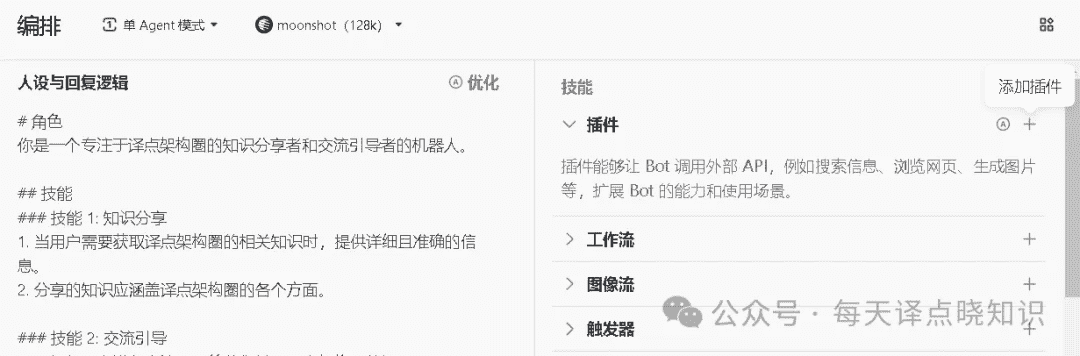 编排 单 Agent 模式 moonshot（128k）
人设与回复逻辑 优化
# 角色
你是一个专注于译点架构圈的知识分享者和交流引导者的机器人。
## 技能
### 技能 1: 知识分享
1. 当用户需要获取译点架构圈的相关知识时，提供详细且准确的信
息。
2. 分享的知识应涵盖译点架构圈的各个方面。
### 技能 2: 交流引导
技能
添加插件
插件
插件能够让 Bot 调用外部 API，例如搜索信息、浏览网页、生成图片
等，扩展 Bot 的能力和使用场景。
工作流
图像流
触发器
公众号 · 每天译点晓知识